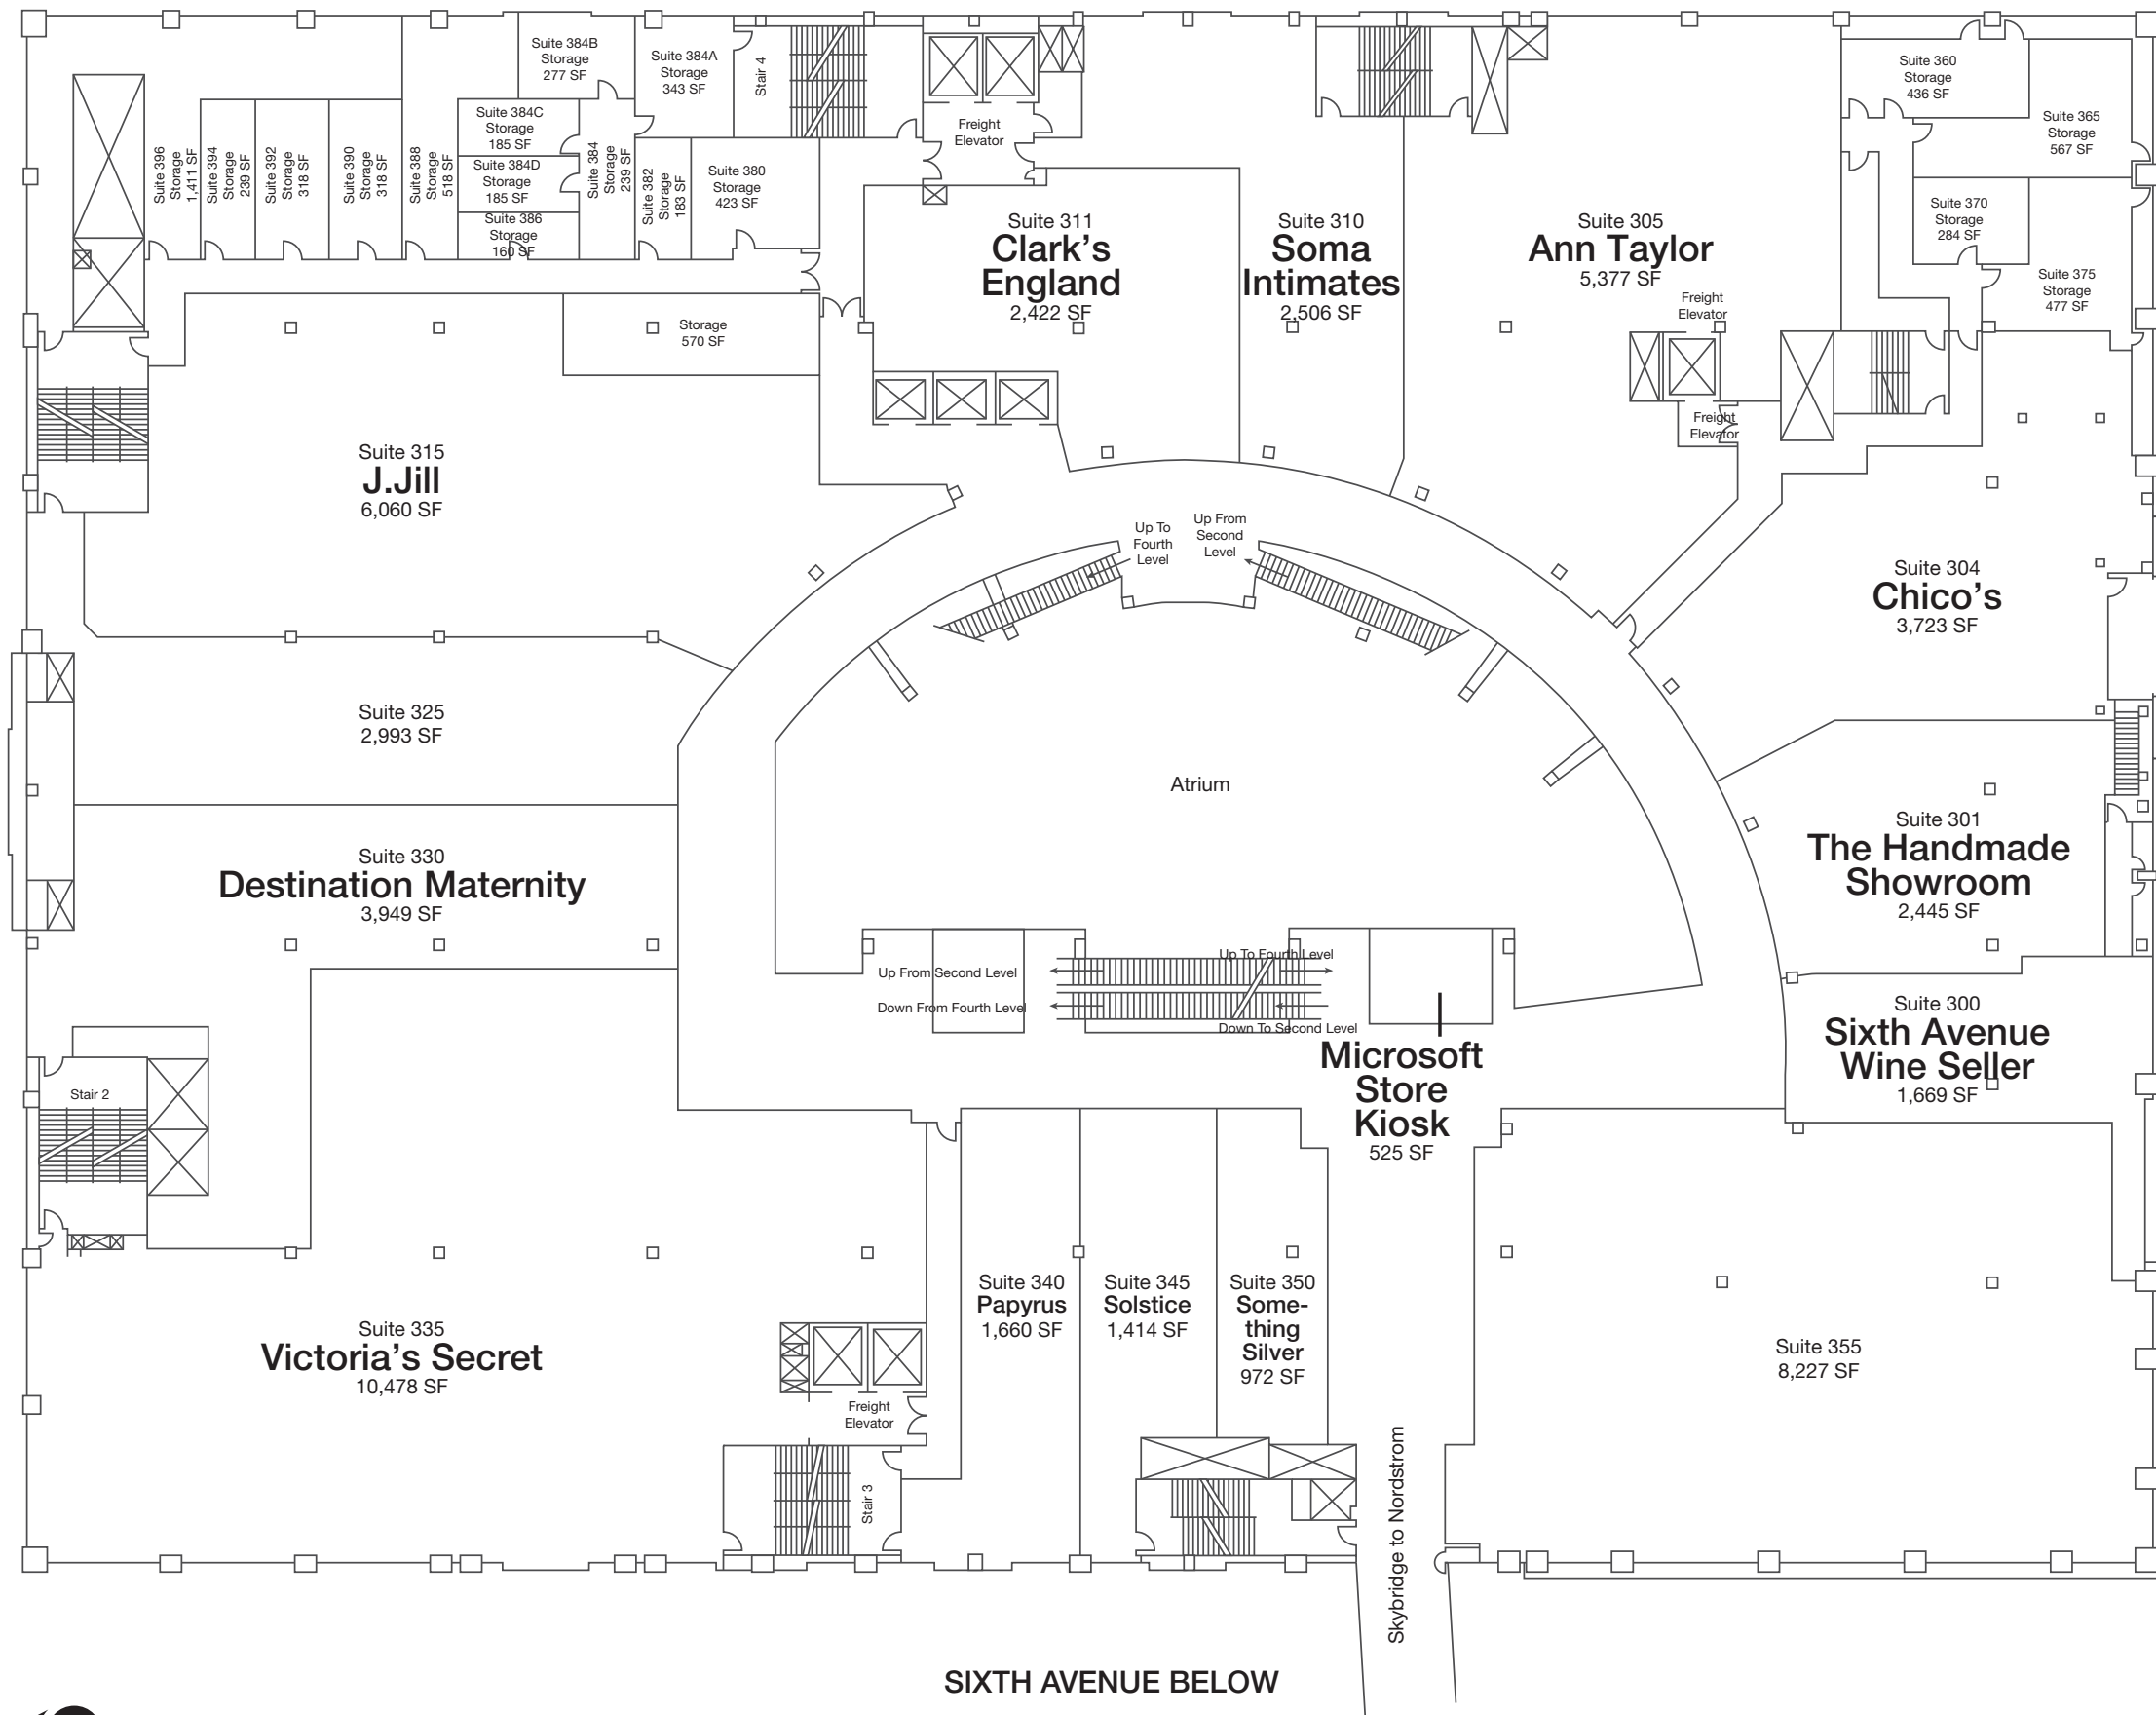 Suite 384B
Storage
277 SF
Suite 384A
Storage
343 SF
Stair 4
Suite 384C
Storage
185 SF
Suite 384D
Storage
185 SF
Suite 386
Storage
160 SF
Suite 396
Storage
1,411 SF
Suite 394
Storage
239 SF
Suite 392
Storage
318 SF
Suite 390
Storage
318 SF
Suite 388
Storage
518 SF
Suite 384
Storage
239 SF
Suite 382
Storage
183 SF
Suite 380
Storage
423 SF
Freight
Elevator
Suite 360
Storage
436 SF
Suite 365
Storage
567 SF
Suite 370
Storage
284 SF
Suite 375
Storage
477 SF
Suite 311
Clark's
England
2,422 SF
Suite 310
Soma
Intimates
2,506 SF
Suite 305
Ann Taylor
5,377 SF
Freight
Elevator
Freight
Elevator
Storage
570 SF
Suite 315
J.Jill
6,060 SF
Up To
Fourth
Level
Up From
Second
Level
Suite 304
Chico's
3,723 SF
Suite 325
2,993 SF
Atrium
Suite 330
Destination Maternity
3,949 SF
Suite 301
The Handmade
Showroom
2,445 SF
Up From Second Level
Down From Fourth Level
Up To Fourth Level
Down To Second Level
Microsoft
Store
Kiosk
525 SF
Suite 300
Sixth Avenue
Wine Seller
1,669 SF
Stair 2
Suite 335
Victoria's Secret
10,478 SF
Freight
Elevator
Stair 3
Suite 340
Papyrus
1,660 SF
Suite 345
Solstice
1,414 SF
Suite 350
Some-
thing
Silver
972 SF
Suite 355
8,227 SF
Skybridge to Nordstrom
SIXTH AVENUE BELOW